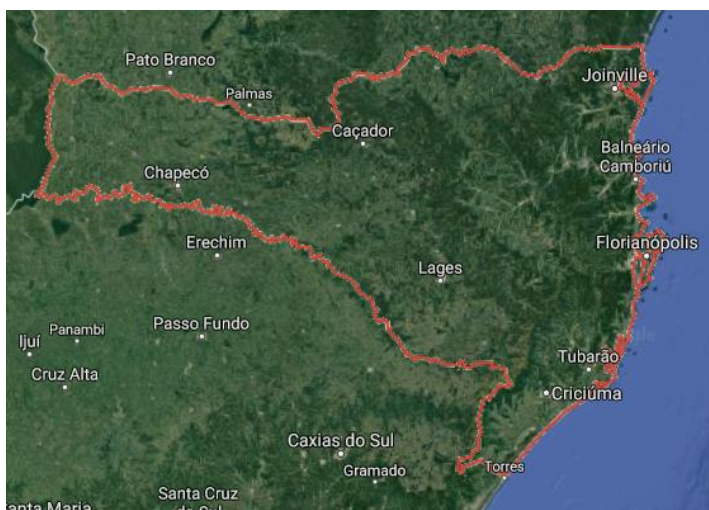 Pato Branco
Joinville
Palmas
Caçador
Balneário
Camboriú
Chapecó
Florianópolis
Erechim
Lages
Passo Fundo
Panambi
Ijuí
Tubarão
Cruz Alta
Criciúma
Caxias do Sul
Gramado
Torres
Santa Cruz